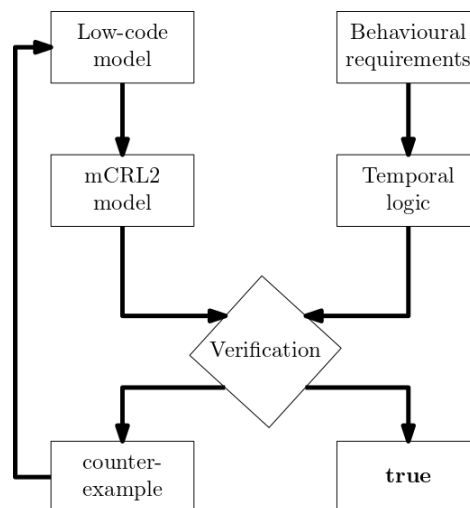 Low-code
model
Behavioural
requirements
mCRL2
model
Temporal
logic
Verification
counter-
example
true